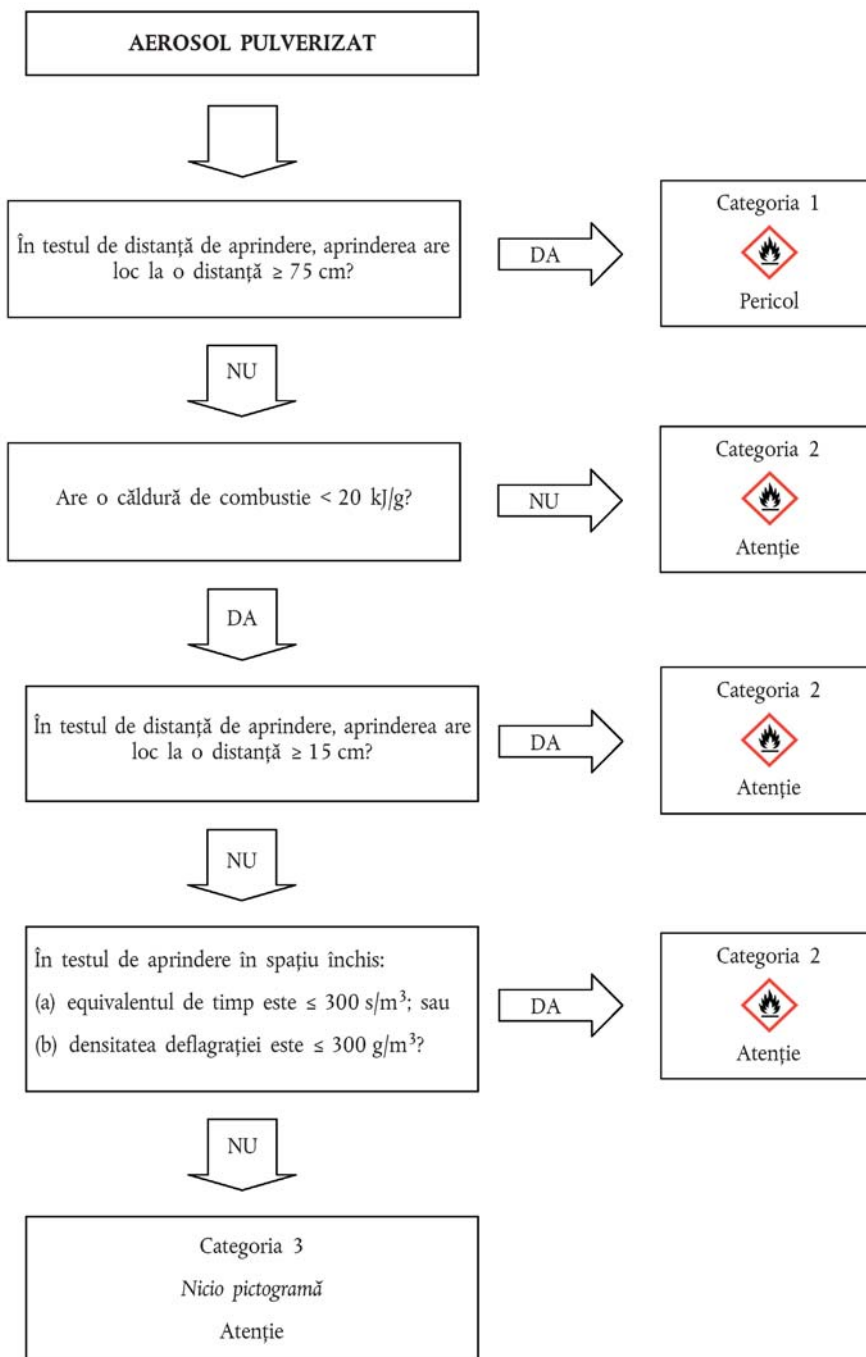 AEROSOL PULVERIZAT
În testul de distanță de aprindere, aprinderea are
loc la o distanță ≥ 75 cm?
DA
Categoria 1
Pericol
NU
Are o căldură de combustie < 20 kJ/g?
NU
Categoria 2
Atenție
DA
În testul de distanță de aprindere, aprinderea are
loc la o distanță ≥ 15 cm?
DA
Categoria 2
Atenție
NU
În testul de aprindere în spațiu închis:
(a) equivalentul de timp este ≤ 300 s/m³; sau
(b) densitatea deflagrației este ≤ 300 g/m³?
DA
Categoria 2
Atenție
NU
Categoria 3
Nicio pictogramă
Atenție